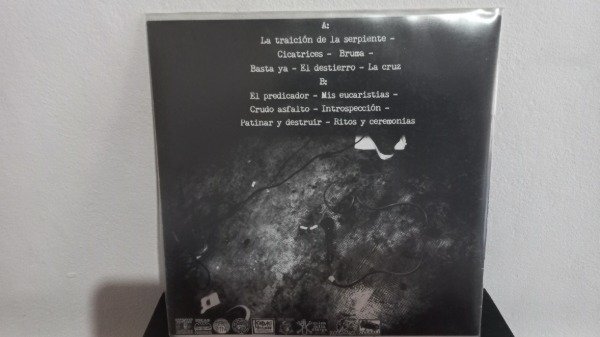 A:
La traición de la serpiente -
Cicatrices - Bruma -
Basta ya - El destierro - La cruz
B:
El predicador - Mis eucaristías -
Crudo asfalto - Introspección -
Patinar y destruir - Ritos y ceremonias